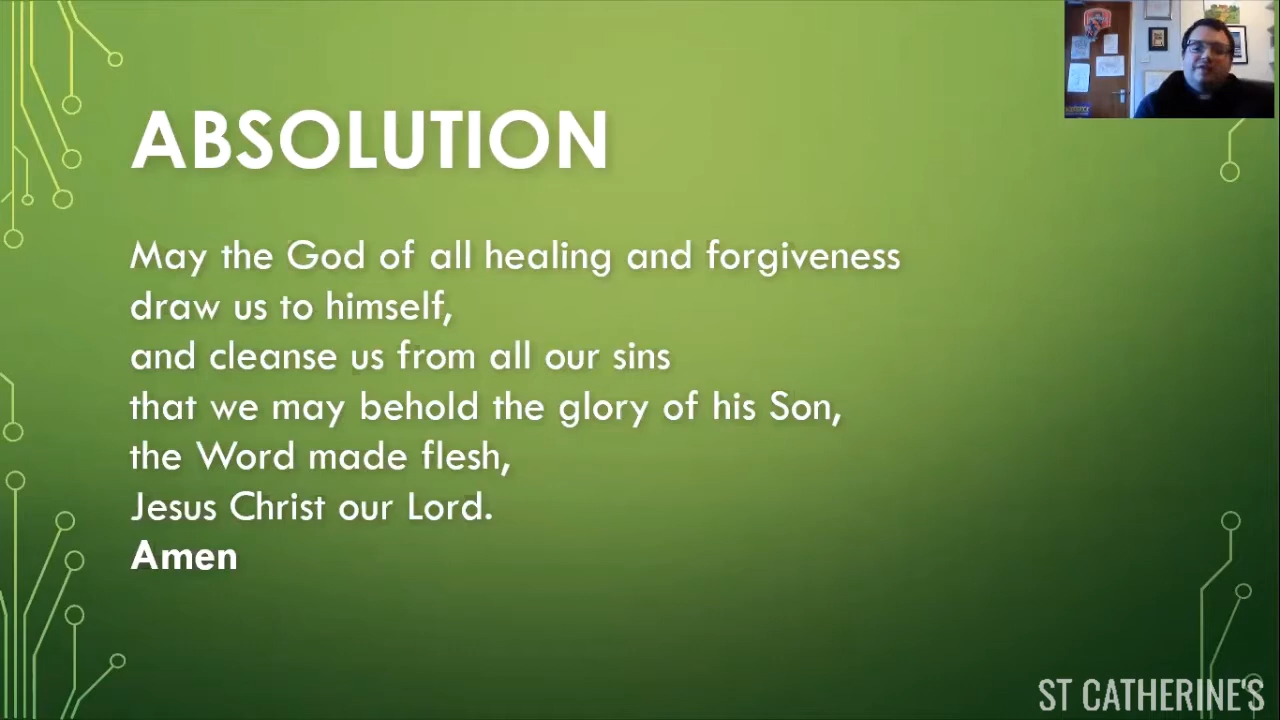 ABSOLUTION
May the God of all healing and forgiveness
draw us to himself,
and cleanse us from all our sins
that we may behold the glory of his Son,
the Word made flesh,
Jesus Christ our Lord.
Amen
ST CATHERINE'S